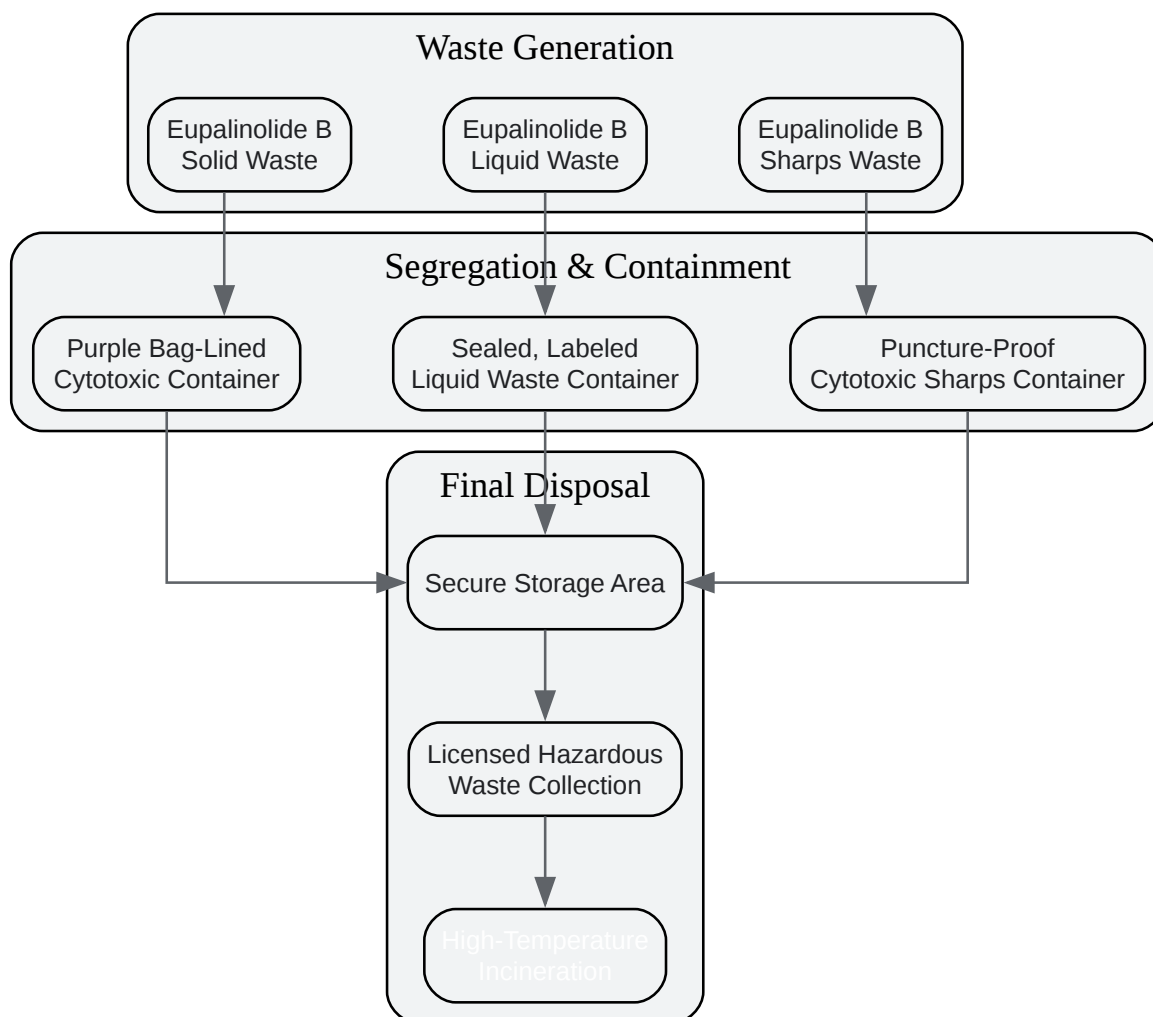 Waste Generation
Eupalinolide B
Solid Waste
Eupalinolide B
Liquid Waste
Eupalinolide B
Sharps Waste
Segregation & Containment
Purple Bag-Lined
Cytotoxic Container
Sealed, Labeled
Liquid Waste Container
Puncture-Proof
Cytotoxic Sharps Container
Final Disposal
Secure Storage Area
Licensed Hazardous
Waste Collection
High-Temperature
Incineration